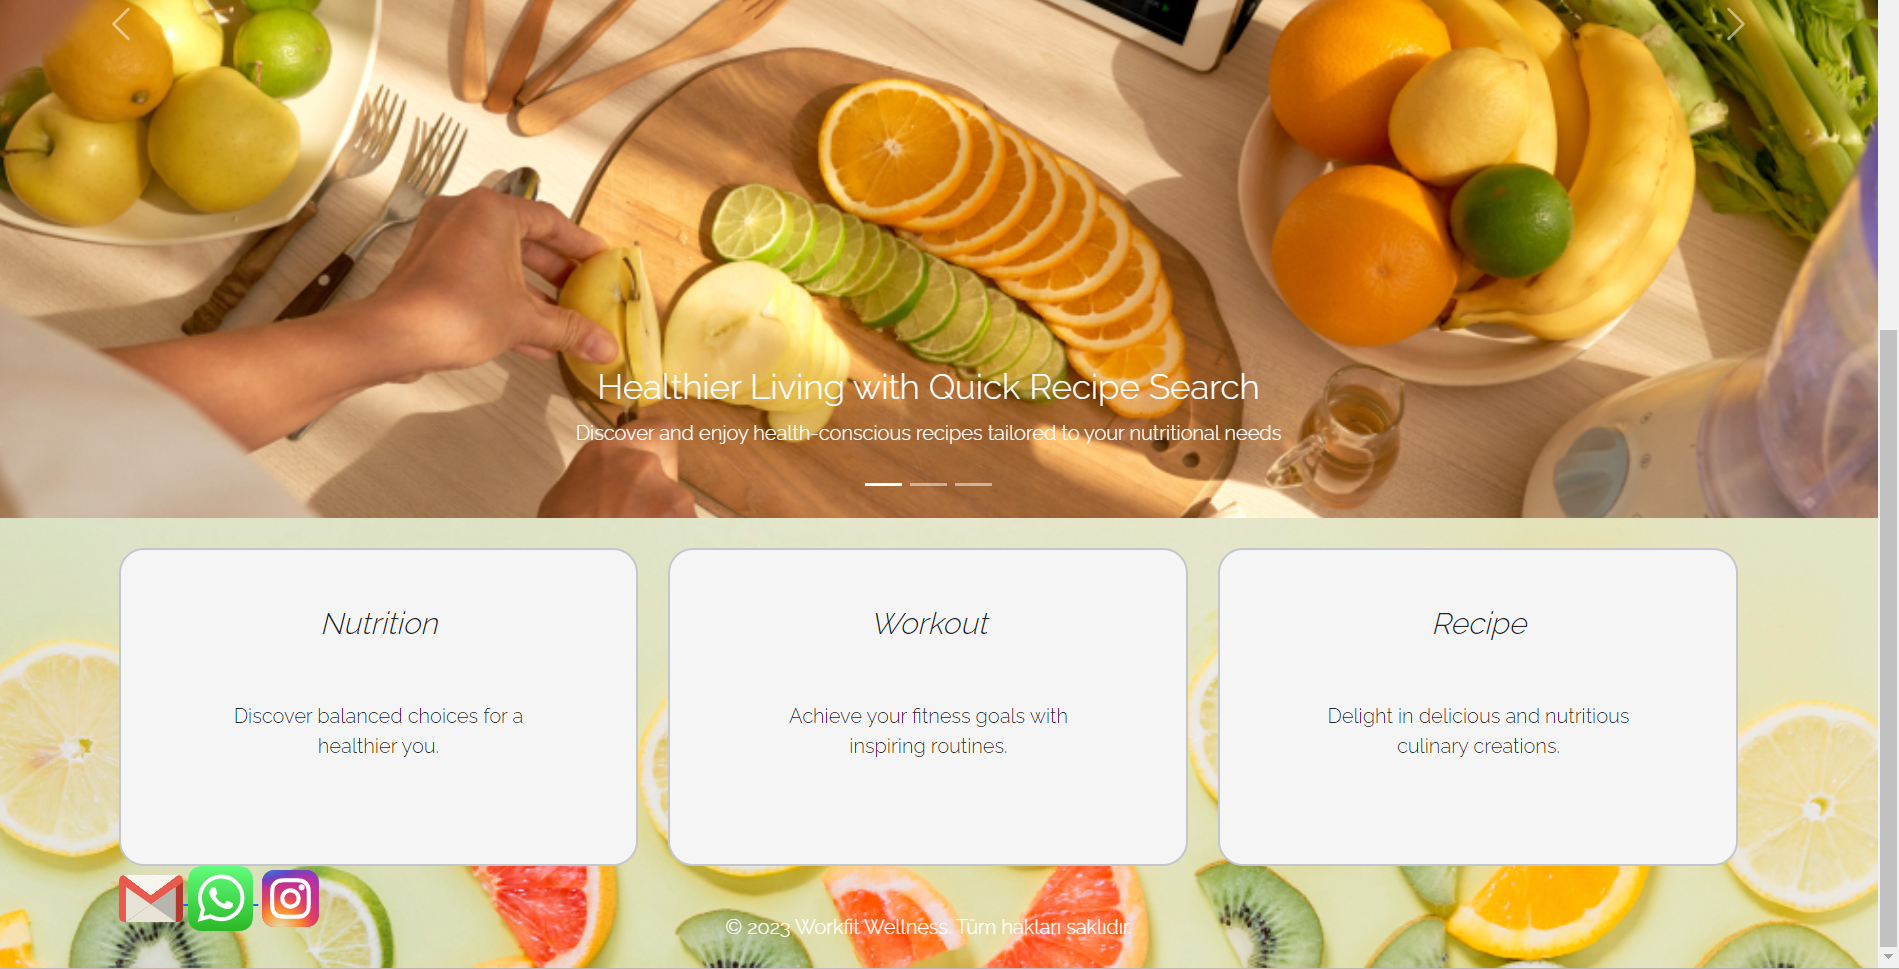 Healthier Living with Quick Recipe Search
Discover and enjoy health-conscious recipes tailored to your nutritional needs
Nutrition
Discover balanced choices for a
healthier you.
Workout
Achieve your fitness goals with
inspiring routines.
Recipe
Delight in delicious and nutritious
culinary creations.
© 2023 Workfit Wellness. Tüm hakları saklıdır.